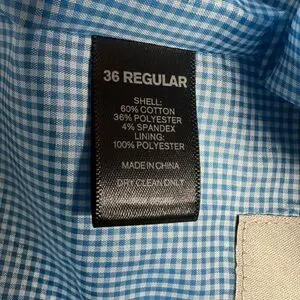 36 REGULAR
SHELL:
60% COTTON
36% POLYESTER
4% SPANDEX
LINING:
100% POLYESTER
MADE IN CHINA
DRY CLEAN ONLY